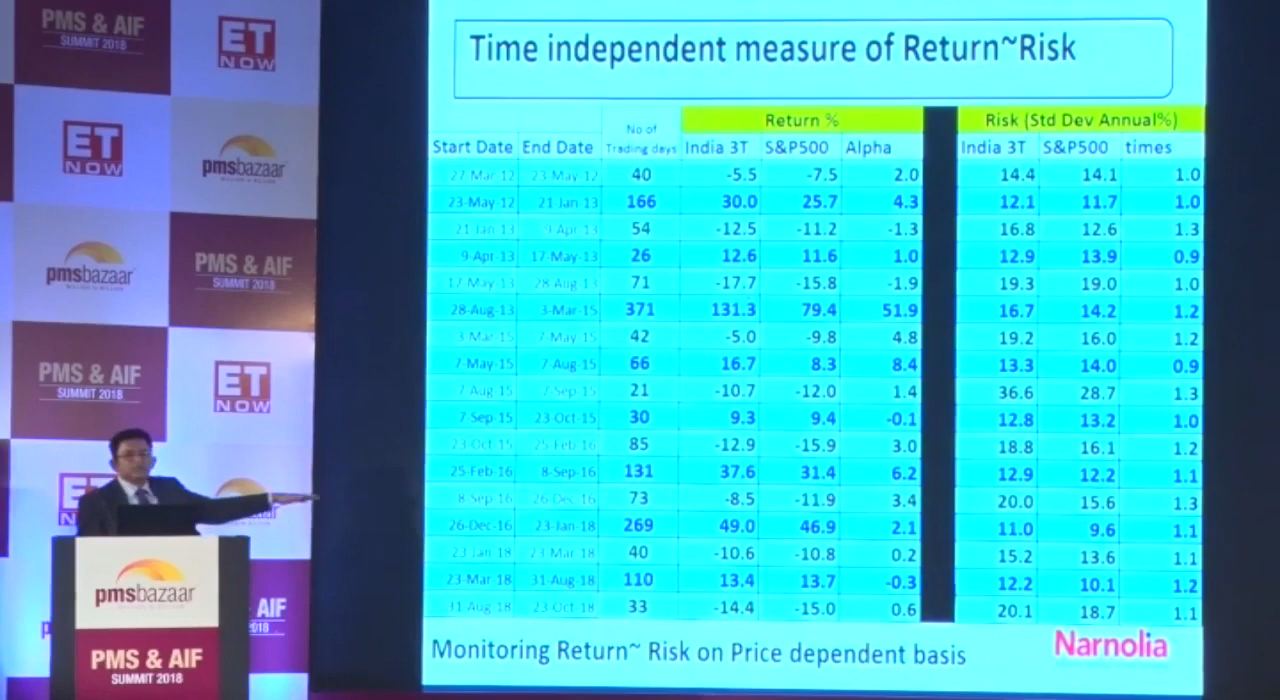 PMS & AIF
SUMMIT 2018
ET
NOW
ET
NOW
pmsbazaar
pmsbazaar
PMS & AIF
SUMMIT 2018
PMS & AIF
SUMMIT 2018
ET
NOW
pmsbazaar
PMS & AIF
SUMMIT 2018
AIF
Time independent measure of Return~Risk
Return % Risk (Std Dev Annual%)
No of
Start Date End Date Trading days India 3T S&P500 Alpha India 3T S&P500 times
27 Mar-12 23-May-12 40 -5.5 -7.5 2.0 14.4 14.1 1.0
23-May-12 21 Jan-13 166 30.0 25.7 4.3 12.1 11.7 1.0
21 Jan 13 9-Apr-13 54 -12.5 -11.2 -1.3 16.8 12.6 1.3
9-Apr-13 17-May-13 26 12.6 11.6 1.0 12.9 13.9 0.9
17 May-13 28 Aug-13 71 -17.7 -15.8 -1.9 19.3 19.0 1.0
28-Aug-13 3-Mar-15 371 131.3 79.4 51.9 16.7 14.2 1.2
3 Mar-15 7-May-15 42 -5.0 -9.8 4.8 19.2 16.0 1.2
7-May-15 7-Aug-15 66 16.7 8.3 8.4 13.3 14.0 0.9
7 Aug-15 7-Sep-15 21 -10.7 -12.0 1.4 36.6 28.7 1.3
7-Sep-15 23 Oct-15 30 9.3 9.4 -0.1 12.8 13.2 1.0
23-Oct-15 25-Feb-16 85 -12.9 -15.9 3.0 18.8 16.1 1.2
25-Feb-16 8-Sep-16 131 37.6 31.4 6.2 12.9 12.2 1.1
8-Sep-16 26-Dec-16 73 -8.5 -11.9 3.4 20.0 15.6 1.3
26-Dec-16 23-Jan-18 269 49.0 46.9 2.1 11.0 9.6 1.1
23 Jan 18 23 Mar 18 40 -10.6 -10.8 0.2 15.2 13.6 1.1
23-Mar-18 31-Aug-18 110 13.4 13.7 -0.3 12.2 10.1 1.2
31-Aug-18 23-Oct-18 33 -14.4 -15.0 0.6 20.1 18.7 1.1
Monitoring Return~ Risk on Price dependent basis
Narnolia